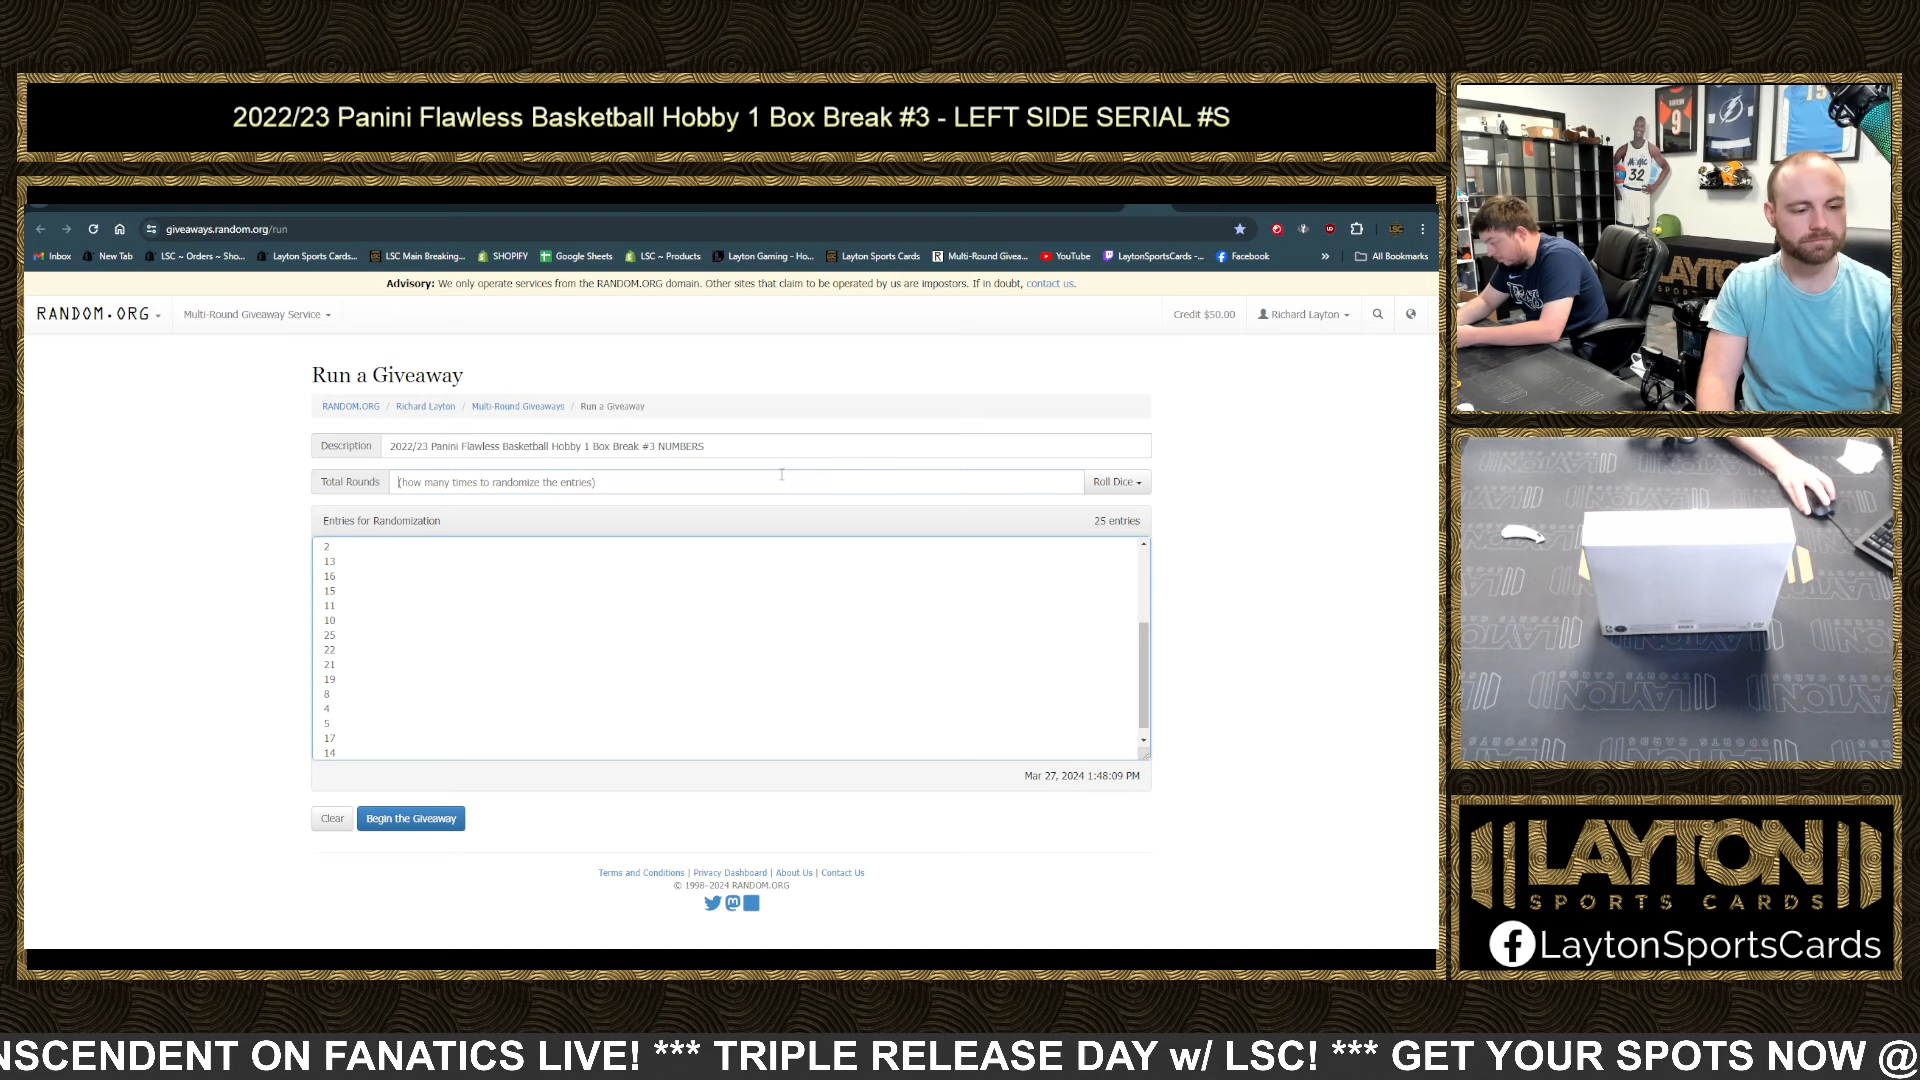 2022/23 Panini Flawless Basketball Hobby 1 Box Break #3 - LEFT SIDE SERIAL #S
giveaways.random.org/run
Inbox
New Tab
LSC ~ Orders ~ Sho...
Layton Sports Cards...
LSC Main Breaking...
SHOPIFY
Google Sheets
LSC ~ Products
Layton Gaming - Ho...
Layton Sports Cards
Multi-Round Givea...
YouTube
LaytonSportsCards -...
Facebook
»
All Bookmarks
Advisory: We only operate services from the RANDOM.ORG domain. Other sites that claim to be operated by us are impostors. If in doubt, contact us.
RANDOM.ORG
Multi-Round Giveaway Service
Credit $50.00
Richard Layton
Run a Giveaway
RANDOM.ORG / Richard Layton / Multi-Round Giveaways / Run a Giveaway
Description 2022/23 Panini Flawless Basketball Hobby 1 Box Break #3 NUMBERS
Total Rounds (how many times to randomize the entries) Roll Dice
Entries for Randomization 25 entries
2
13
16
15
11
10
25
22
21
19
8
4
5
17
14
Mar 27, 2024 1:48:09 PM
Clear Begin the Giveaway
Terms and Conditions | Privacy Dashboard | About Us | Contact Us
© 1998–2024 RANDOM.ORG
9
15
MAGIC
32
LAYTON
LAYTON
SPORTS CARDS
LaytonSportsCards
NSCENDENT ON FANATICS LIVE! *** TRIPLE RELEASE DAY w/ LSC! *** GET YOUR SPOTS NOW @